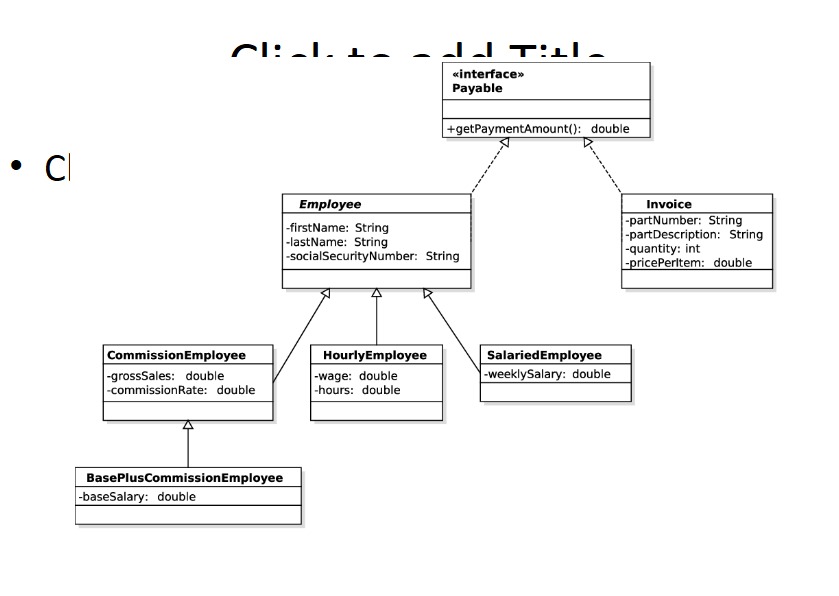 Click to add Title
«interface»
Payable
+getPaymentAmount(): double
• Cl
Employee
-firstName: String
-lastName: String
-socialSecurityNumber: String
Invoice
-partNumber: String
-partDescription: String
-quantity: int
-pricePerItem: double
CommissionEmployee
-grossSales: double
-commissionRate: double
HourlyEmployee
-wage: double
-hours: double
SalariedEmployee
-weeklySalary: double
BasePlusCommissionEmployee
-baseSalary: double